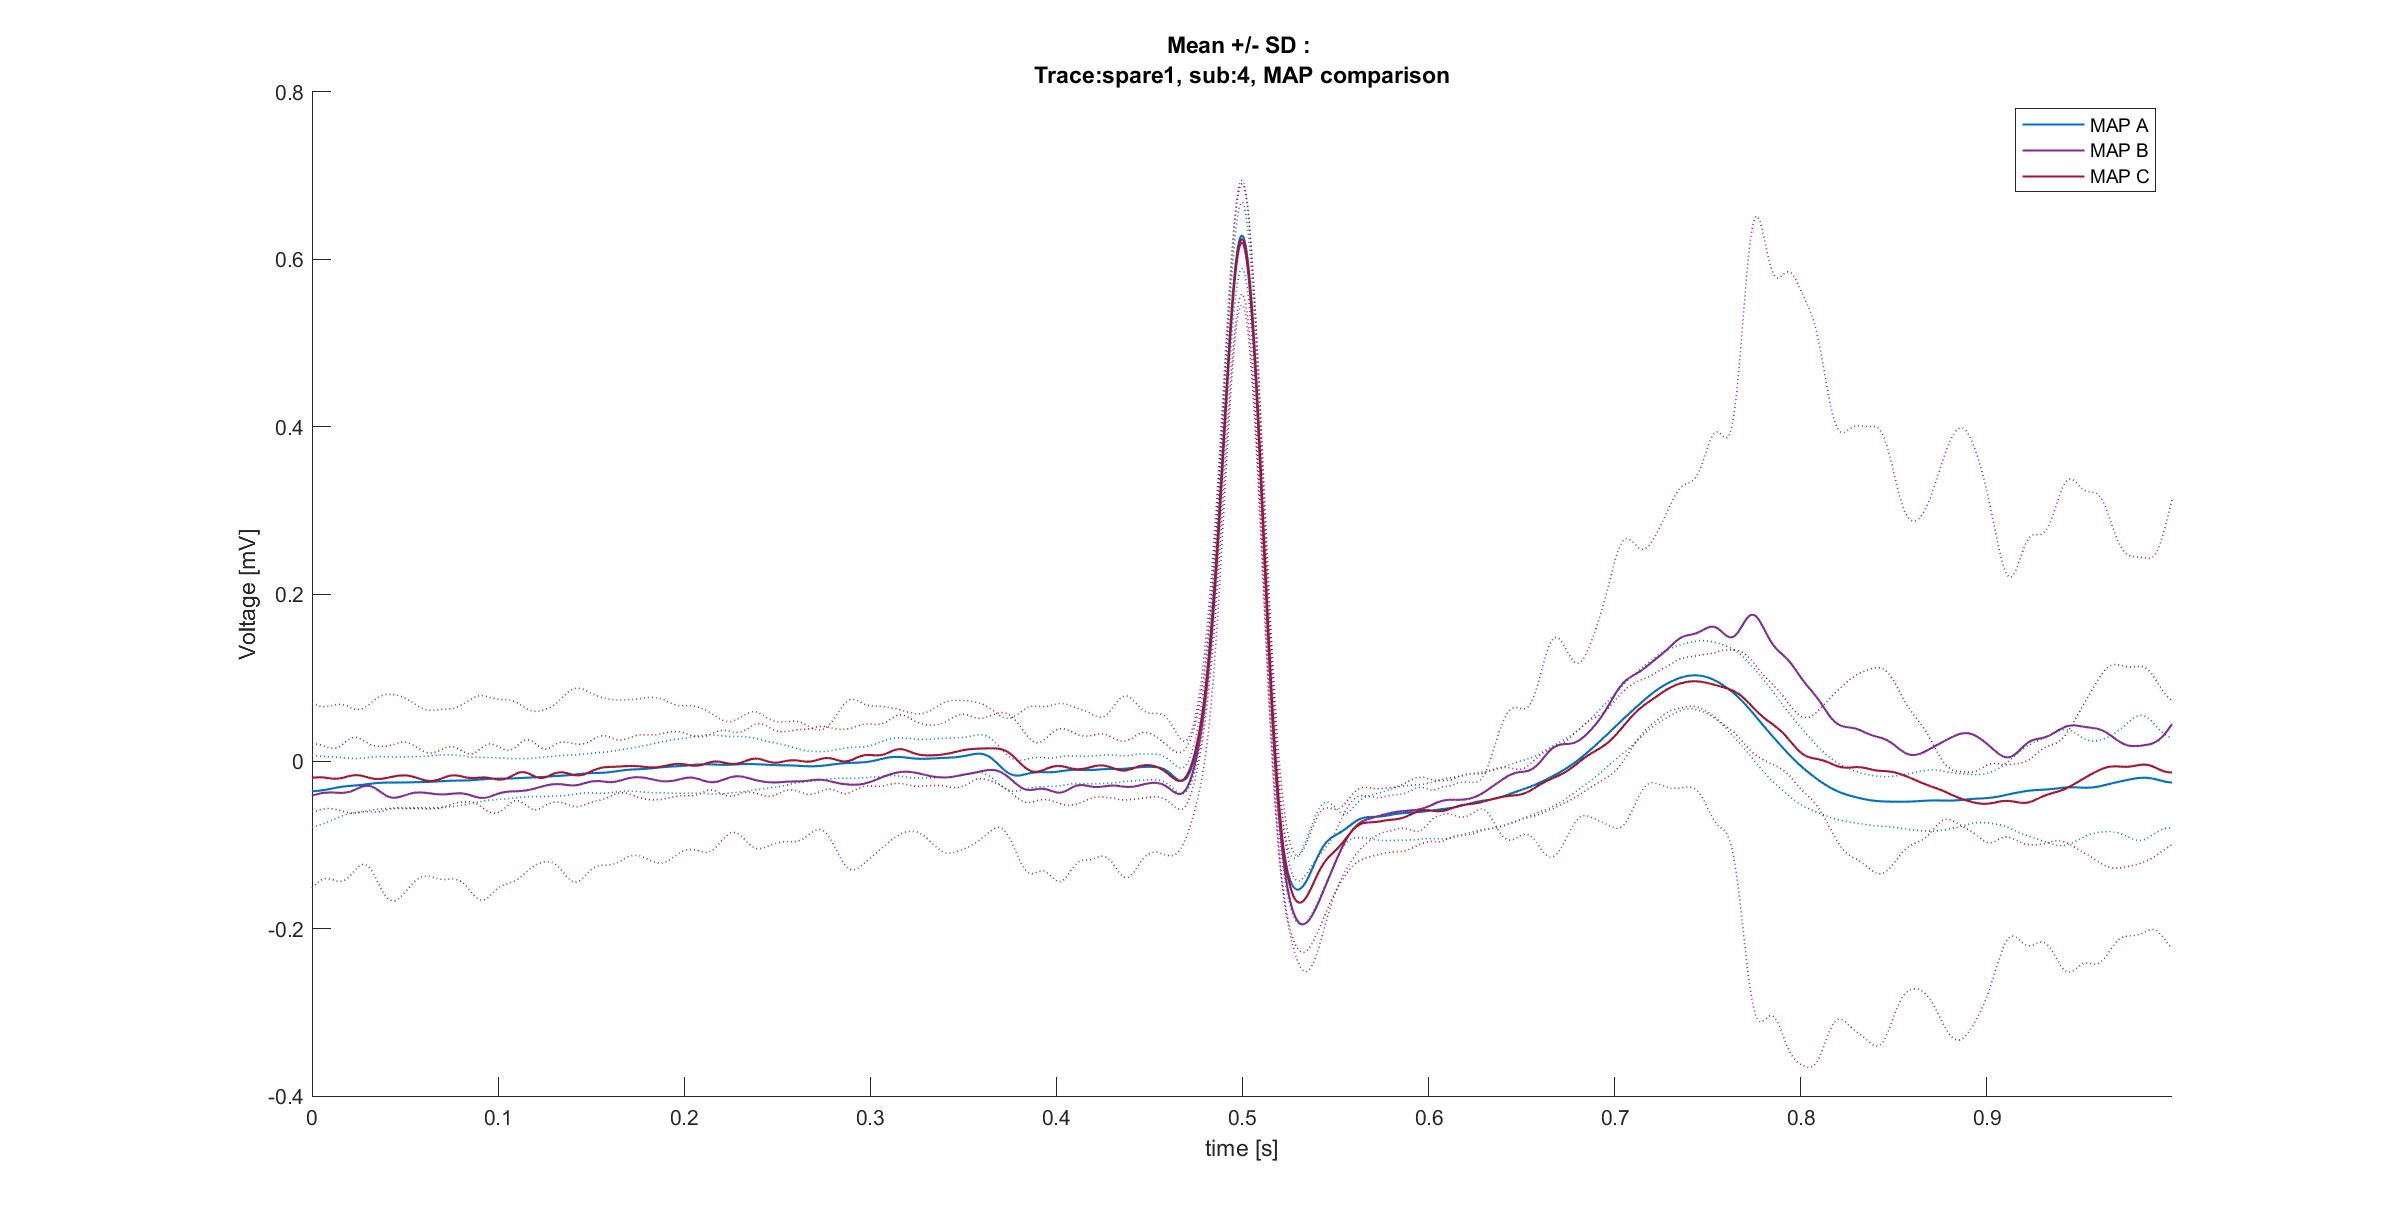 Mean +/- SD :
Trace:spare1, sub:4, MAP comparison
MAP A
MAP B
MAP C
0.8
0.6
0.4
0.2
0
-0.2
-0.4
Voltage [mV]
0 0.1 0.2 0.3 0.4 0.5 0.6 0.7 0.8 0.9
time [s]